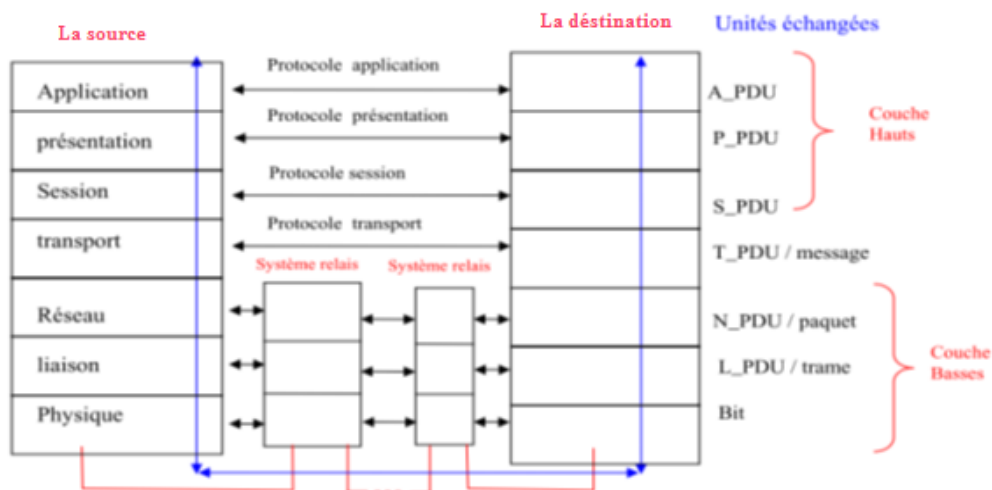 La source
La déstination
Unités échangées
Protocole application
Application
A_PDU
Couche
Hauts
Protocole présentation
présentation
P_PDU
Protocole session
Session
S_PDU
Protocole transport
transport
T_PDU / message
Système relais
Système relais
Réseau
N_PDU / paquet
Couche
Basses
liaison
L_PDU / trame
Physique
Bit